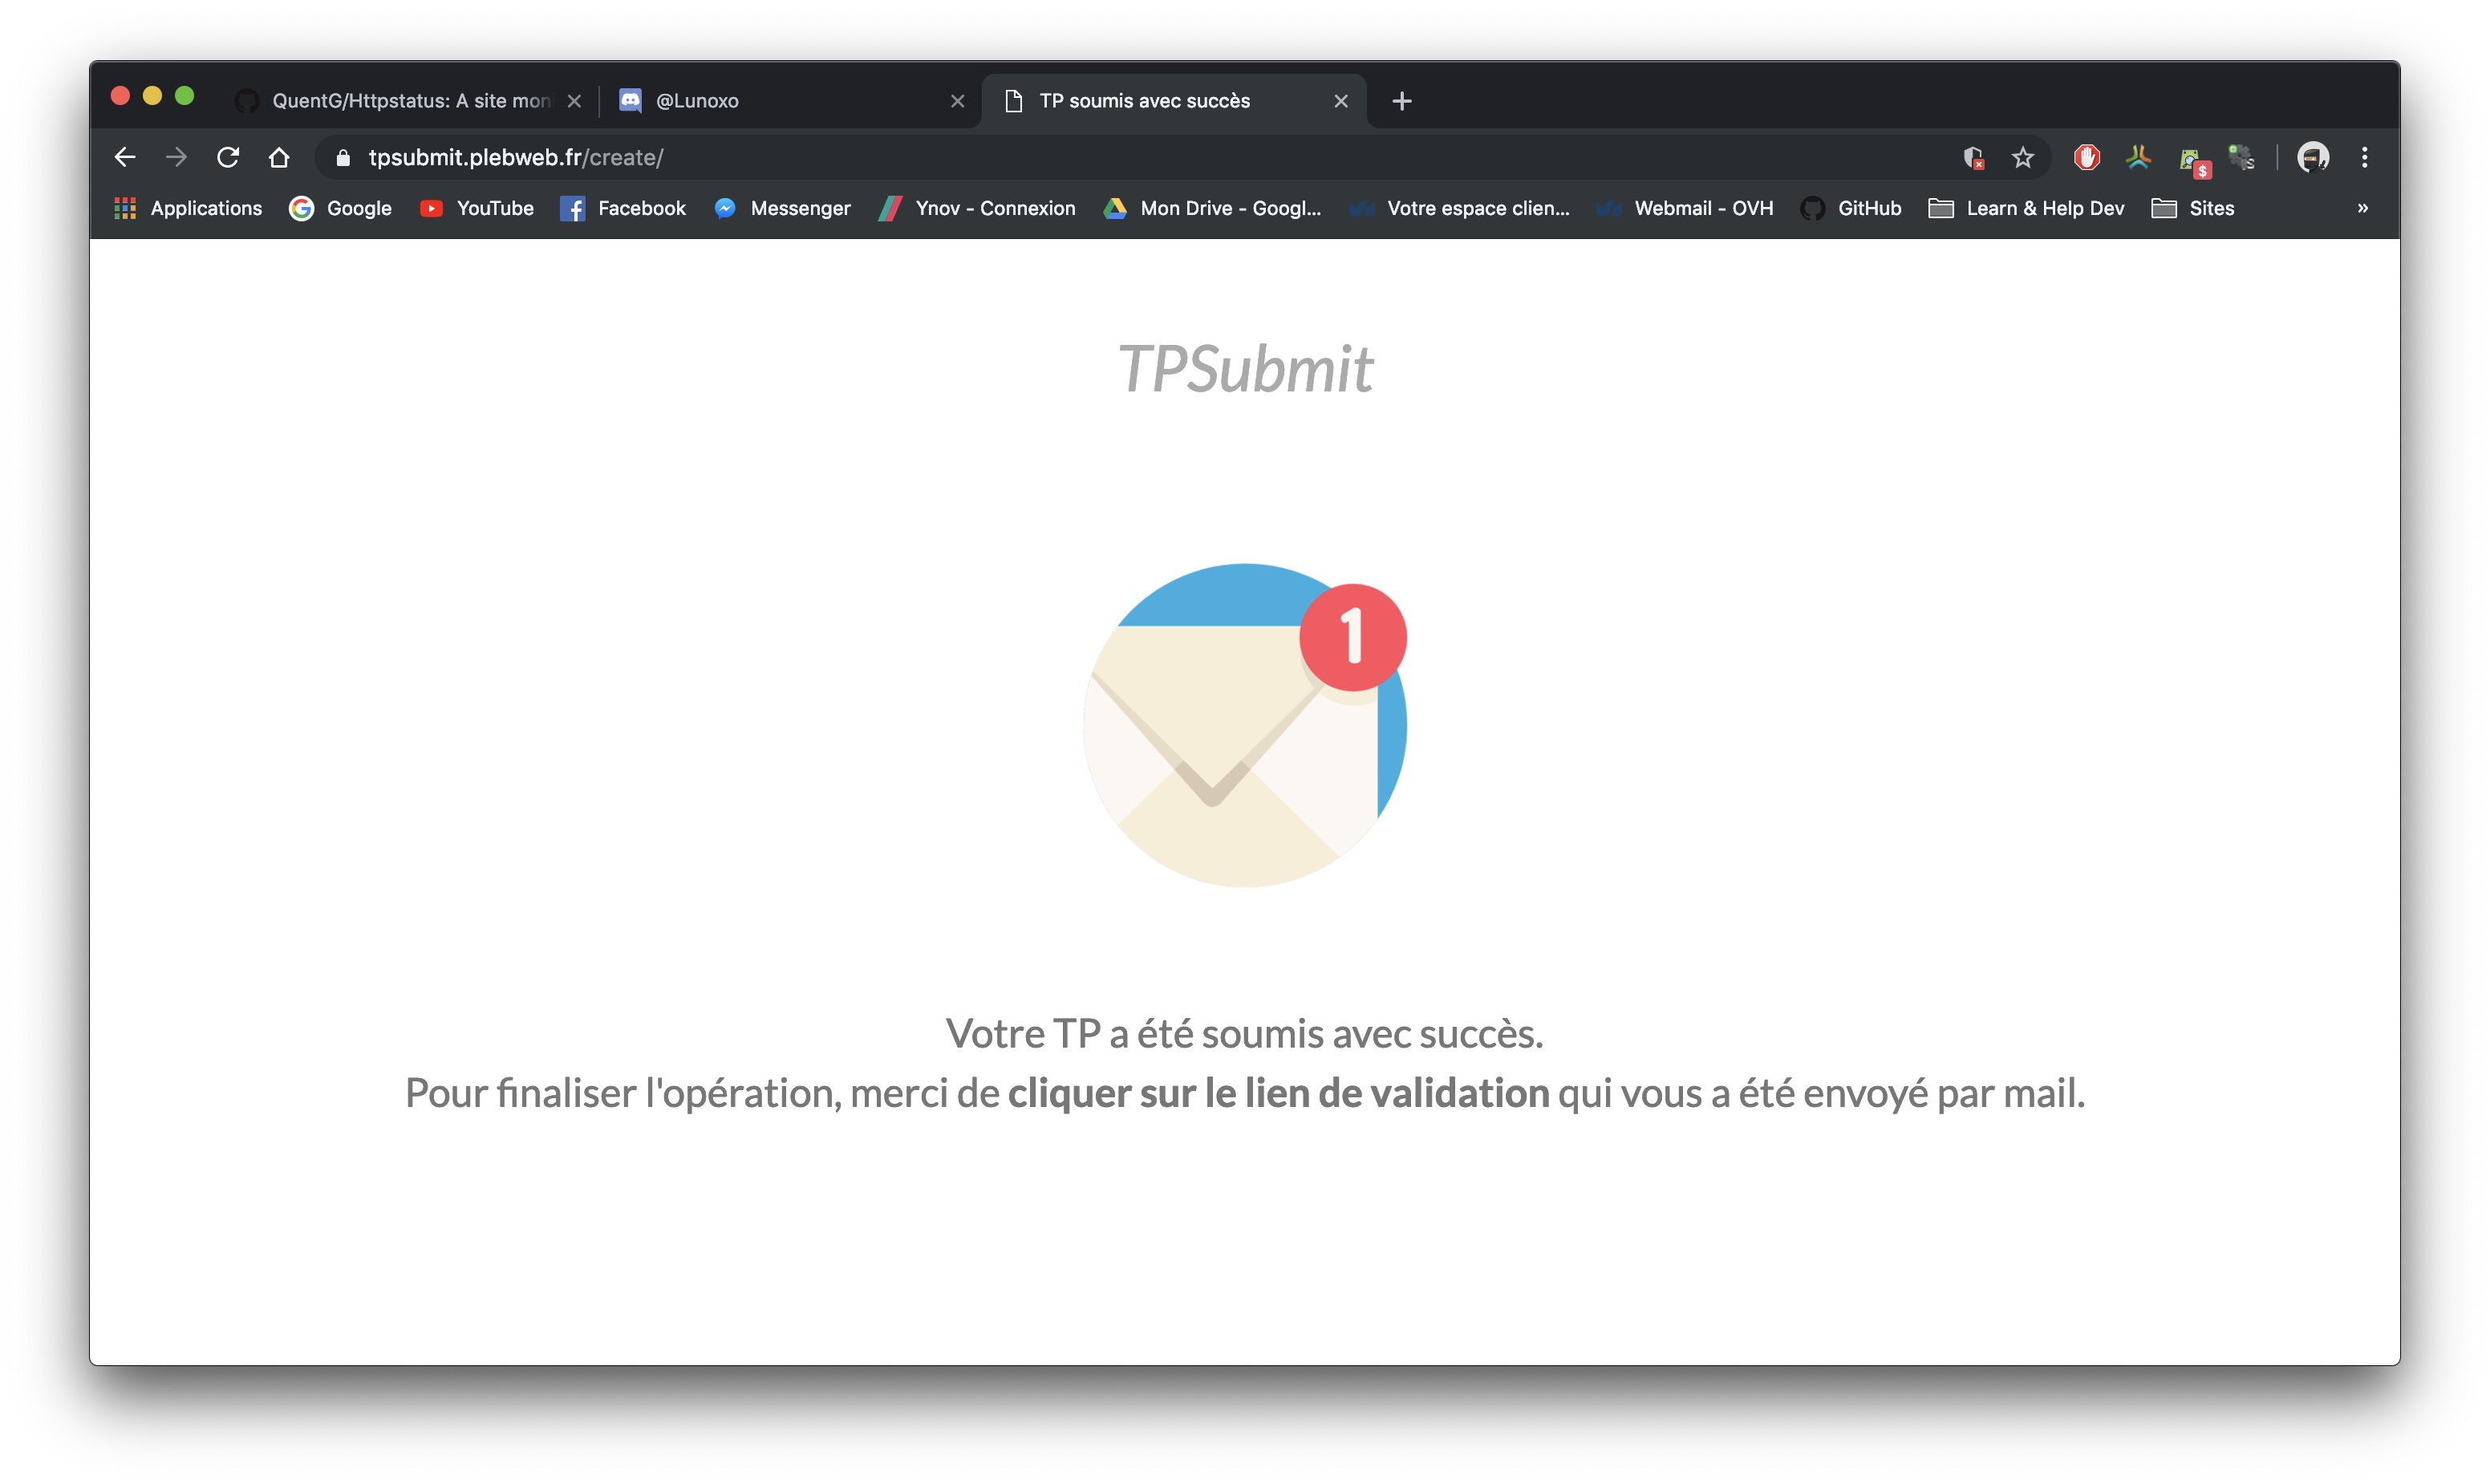 QuentG/Httpstatus: A site mon
@Lunoxo
TP soumis avec succès
tpsubmit.plebweb.fr/create/
$
Applications
Google
YouTube
Facebook
Messenger
Ynov - Connexion
Mon Drive - Googl...
Votre espace clien...
Webmail - OVH
GitHub
Learn & Help Dev
Sites
»
TPSubmit
1
Votre TP a été soumis avec succès.
Pour finaliser l'opération, merci de cliquer sur le lien de validation qui vous a été envoyé par mail.